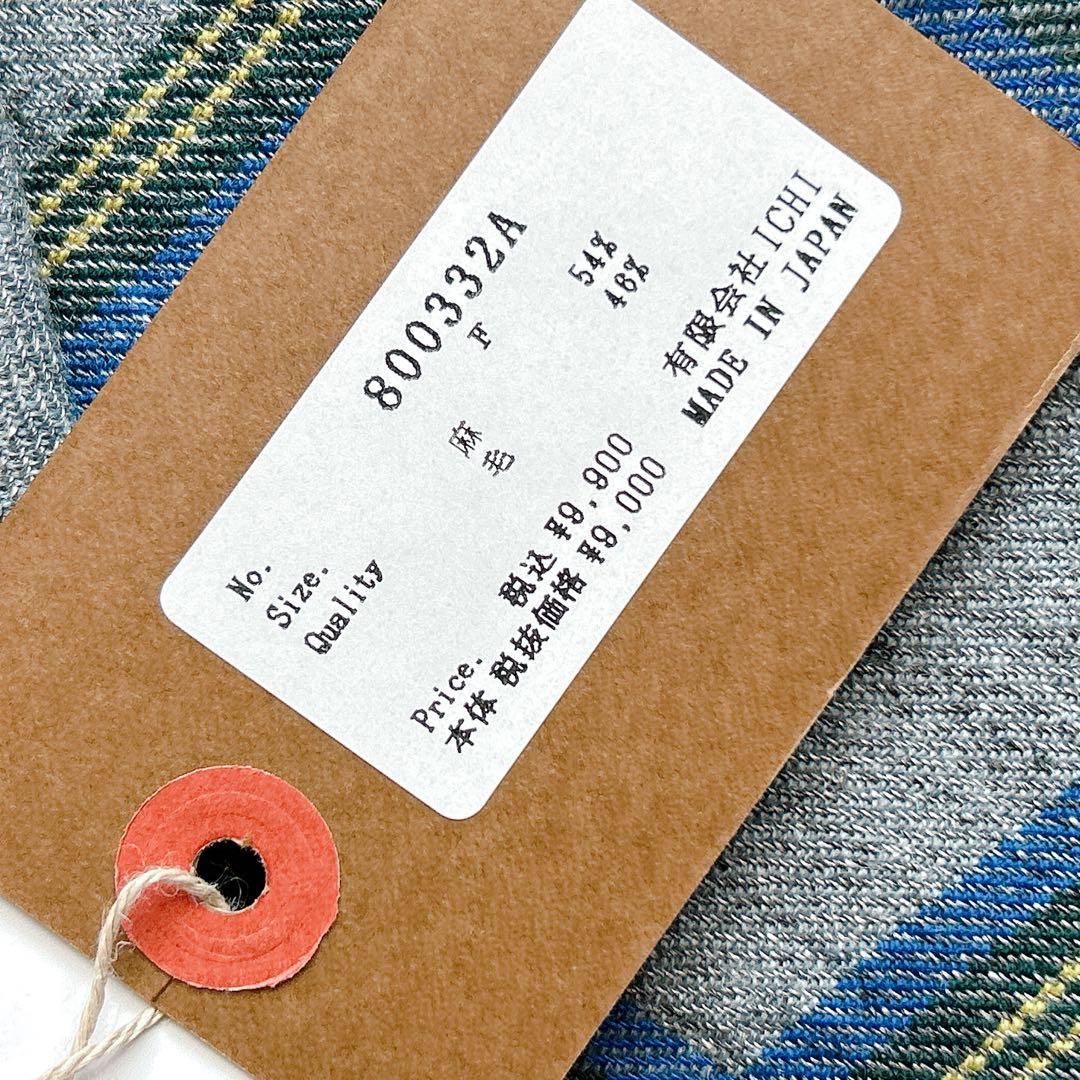 No. 800332A
Size. F
Quality 麻 54%
毛 46%
Price. 税込 ¥9,900
本体 税抜価格 ¥9,000
有限会社ICHI
MADE IN JAPAN